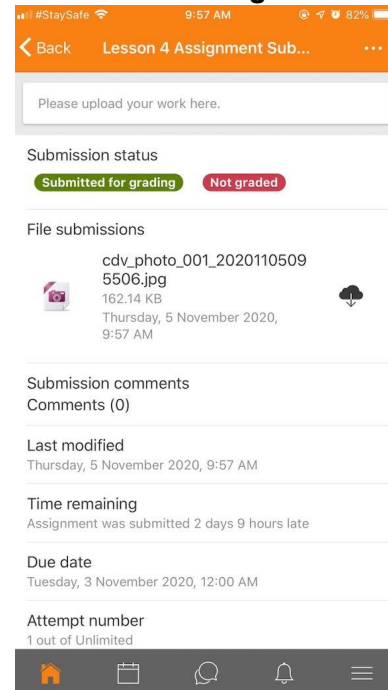 #StaySafe 9:57 AM 82%
Back Lesson 4 Assignment Sub...
Please upload your work here.
Submission status
Submitted for grading Not graded
File submissions
cdv_photo_001_2020110509
5506.jpg
162.14 KB
Thursday, 5 November 2020,
9:57 AM
Submission comments
Comments (0)
Last modified
Thursday, 5 November 2020, 9:57 AM
Time remaining
Assignment was submitted 2 days 9 hours late
Due date
Tuesday, 3 November 2020, 12:00 AM
Attempt number
1 out of Unlimited